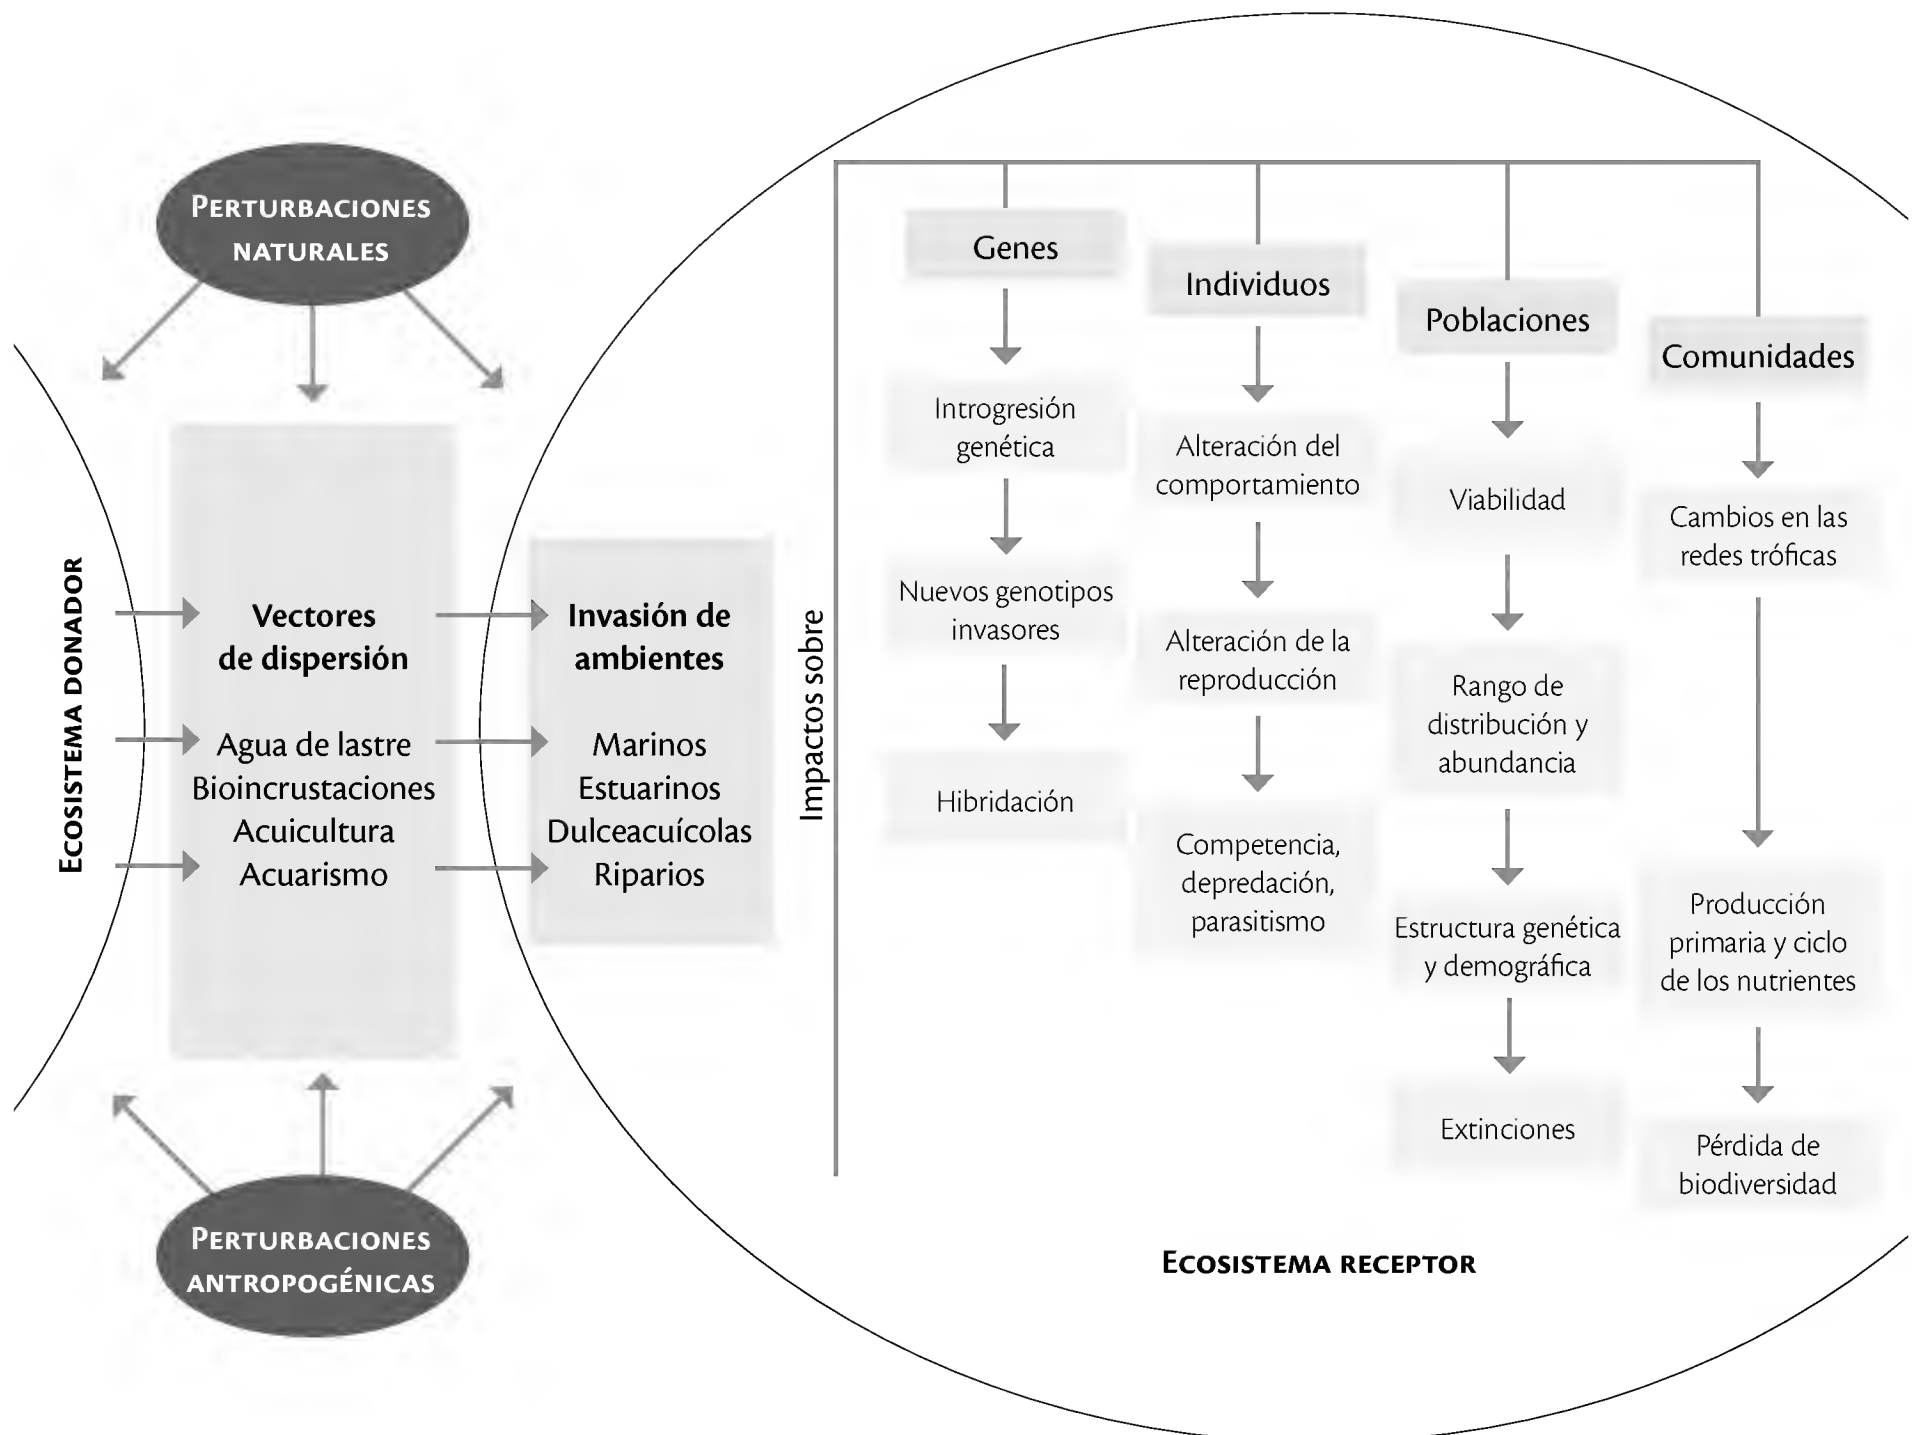 PERTURBACIONES
NATURALES
ECOSISTEMA DONADOR
Vectores
de dispersión
Agua de lastre
Bioincrustaciones
Acuicultura
Acuarismo
PERTURBACIONES
ANTROPOGÉNICAS
Invasión de
ambientes
Marinos
Estuarinos
Dulceacuícolas
Riparios
Impactos sobre
Genes
Introgresión
genética
Nuevos genotipos
invasores
Hibridación
Individuos
Alteración del
comportamiento
Alteración de la
reproducción
Competencia,
depredación,
parasitismo
Poblaciones
Viabilidad
Rango de
distribución y
abundancia
Estructura genética
y demográfica
Extinciones
Comunidades
Cambios en las
redes tróficas
Producción
primaria y ciclo
de los nutrientes
Pérdida de
biodiversidad
ECOSISTEMA RECEPTOR